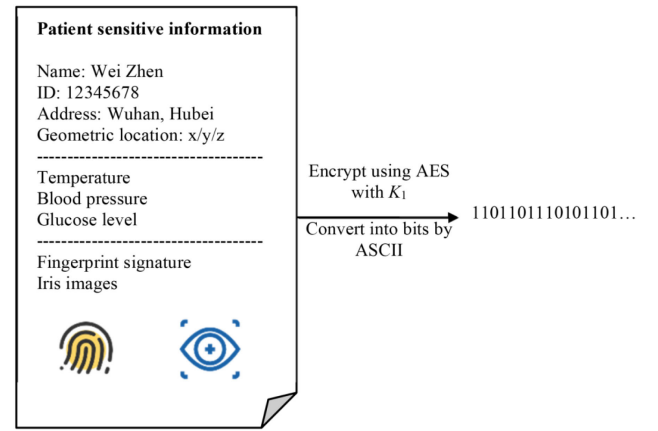 Patient sensitive information
Name: Wei Zhen
ID: 12345678
Address: Wuhan, Hubei
Geometric location: x/y/z
--------------------------------------
Temperature
Blood pressure
Glucose level
--------------------------------------
Fingerprint signature
Iris images
Encrypt using AES
with K1
Convert into bits by
ASCII
1101101110101101…